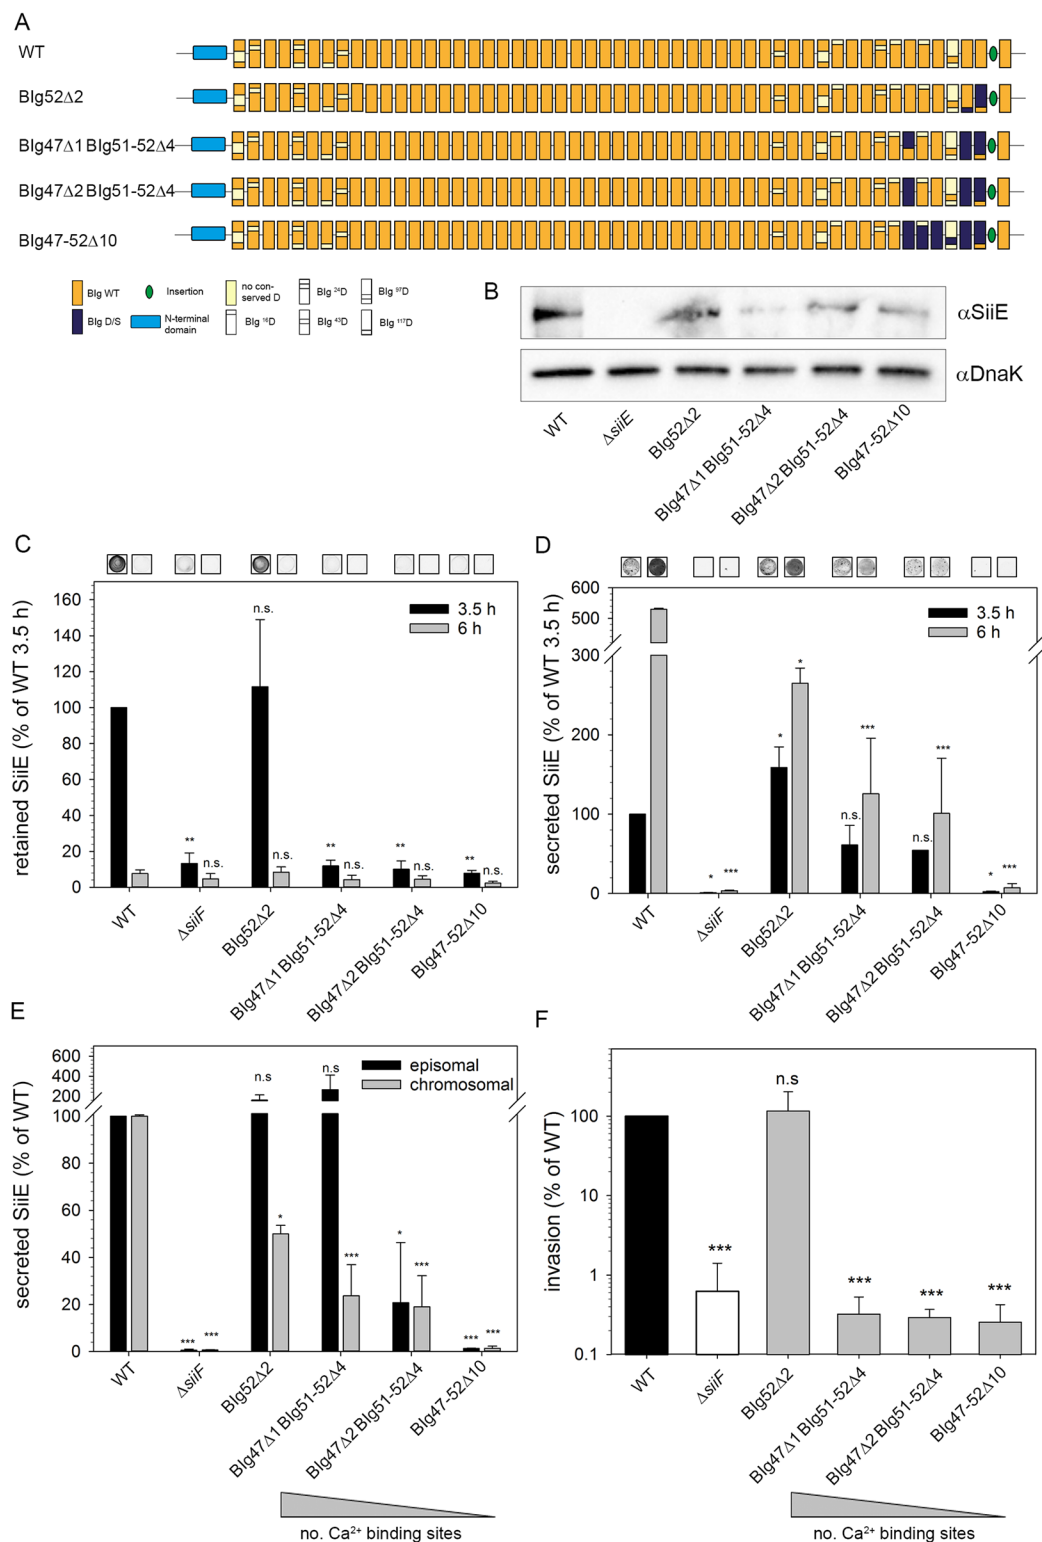 A
WT
BIg52Δ2
BIg47Δ1 BIg51-52Δ4
BIg47Δ2 BIg51-52Δ4
BIg47-52Δ10
BIg WT
Insertion
no con-
served D
BIg ²⁴D
BIg ⁹⁷D
BIg D/S
N-terminal
domain
BIg ¹⁶D
BIg ⁴³D
BIg ¹¹⁷D
B
αSiiE
αDnaK
WT
ΔsiiE
BIg52Δ2
BIg47Δ1 BIg51-52Δ4
BIg47Δ2 BIg51-52Δ4
BIg47-52Δ10
C
retained SiiE (% of WT 3.5 h)
160
140
120
100
80
60
40
20
0
3.5 h
6 h
**
n.s.
n.s.
n.s.
**
n.s.
**
n.s.
**
n.s.
WT
ΔsiiF
BIg52Δ2
BIg47Δ1 BIg51-52Δ4
BIg47Δ2 BIg51-52Δ4
BIg47-52Δ10
D
secreted SiiE (% of WT 3.5 h)
600
500
300
200
100
0
3.5 h
6 h
*
***
*
*
n.s.
***
n.s.
***
*
***
WT
ΔsiiF
BIg52Δ2
BIg47Δ1 BIg51-52Δ4
BIg47Δ2 BIg51-52Δ4
BIg47-52Δ10
E
secreted SiiE (% of WT)
600
400
200
100
80
60
40
20
0
episomal
chromosomal
***
***
n.s
*
n.s
***
*
***
***
***
WT
ΔsiiF
BIg52Δ2
BIg47Δ1 BIg51-52Δ4
BIg47Δ2 BIg51-52Δ4
BIg47-52Δ10
no. Ca²⁺ binding sites
F
invasion (% of WT)
100
10
1
0.1
***
n.s
***
***
***
WT
ΔsiiF
BIg52Δ2
BIg47Δ1 BIg51-52Δ4
BIg47Δ2 BIg51-52Δ4
BIg47-52Δ10
no. Ca²⁺ binding sites